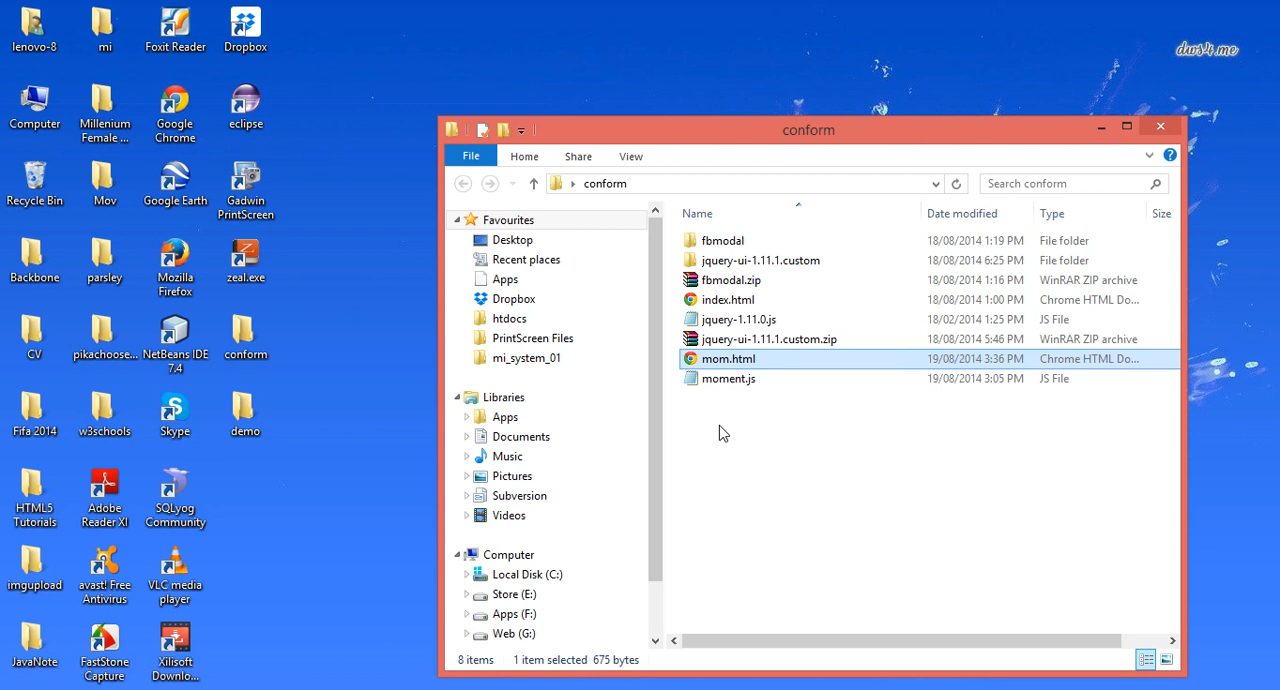 lenovo-8
mi
Foxit Reader
Dropbox
Computer
Millenium
Female ...
Google
Chrome
eclipse
Recycle Bin
Mov
Google Earth
Gadwin
PrintScreen
Backbone
parsley
Mozilla
Firefox
zeal.exe
CV
pikachoose...
NetBeans IDE
7.4
conform
Fifa 2014
w3schools
Skype
demo
HTML5
Tutorials
Adobe
Reader XI
SQLyog
Community
imgupload
avast! Free
Antivirus
VLC media
player
JavaNote
FastStone
Capture
Xilisoft
Downlo...
dws4.me
conform
File Home Share View
conform
Search conform
Favourites
Desktop
Recent places
Apps
Dropbox
htdocs
PrintScreen Files
mi_system_01
Libraries
Apps
Documents
Music
Pictures
Subversion
Videos
Computer
Local Disk (C:)
Store (E:)
Apps (F:)
Web (G:)
Name Date modified Type Size
fbmodal 18/08/2014 1:19 PM File folder
jquery-ui-1.11.1.custom 18/08/2014 6:25 PM File folder
fbmodal.zip 18/08/2014 1:16 PM WinRAR ZIP archive
index.html 18/08/2014 1:00 PM Chrome HTML Do...
jquery-1.11.0.js 18/02/2014 1:25 PM JS File
jquery-ui-1.11.1.custom.zip 18/08/2014 5:46 PM WinRAR ZIP archive
mom.html 19/08/2014 3:36 PM Chrome HTML Do...
moment.js 19/08/2014 3:05 PM JS File
8 items 1 item selected 675 bytes